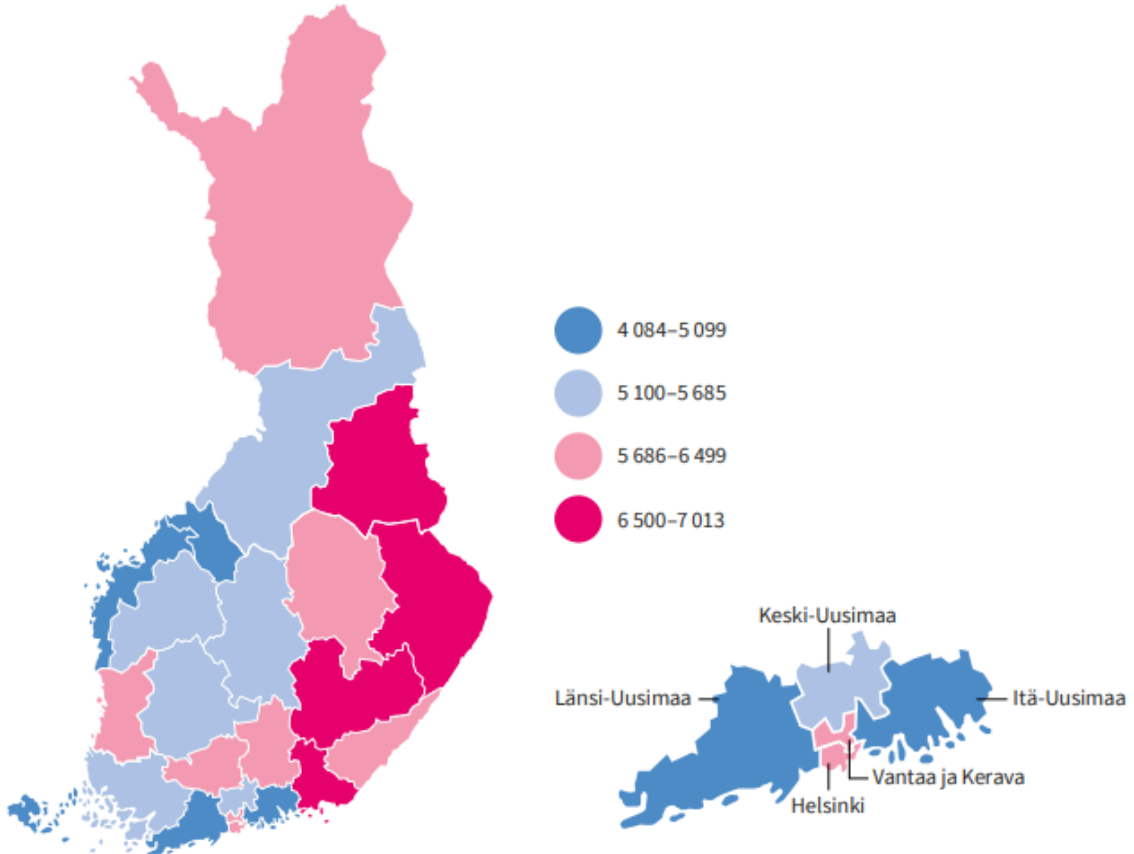 4 084–5 099
5 100–5 685
5 686–6 499
6 500–7 013
Keski-Uusimaa
Länsi-Uusimaa
Itä-Uusimaa
Vantaa ja Kerava
Helsinki